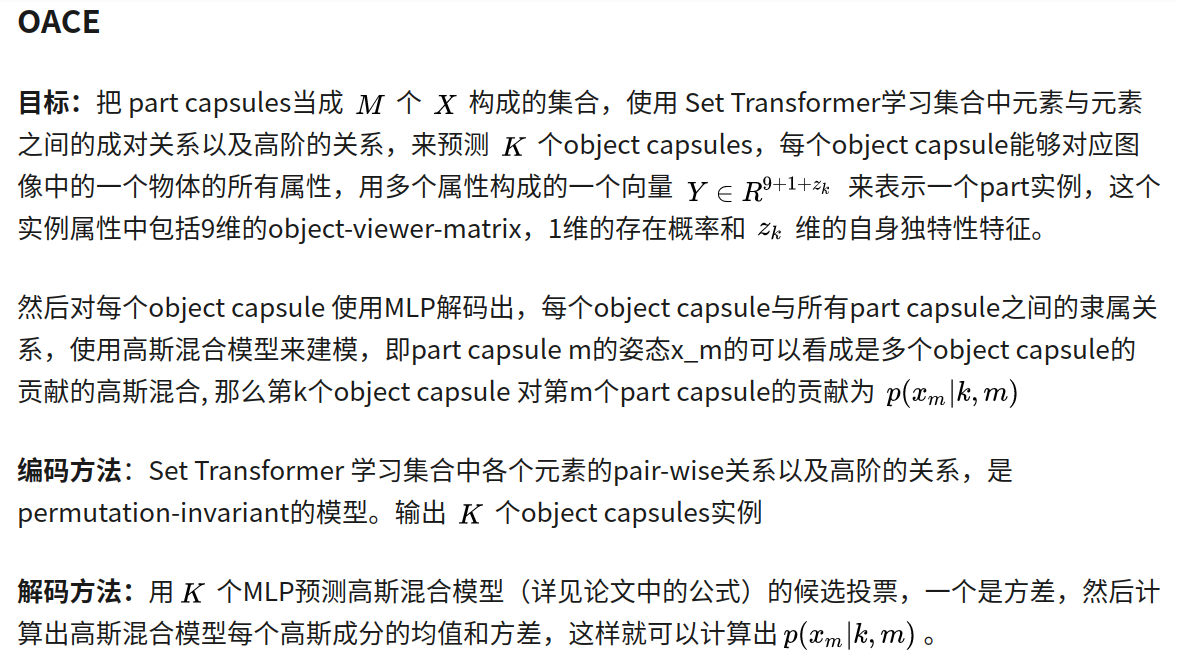 OACE
目标：把 part capsules当成 M 个 X 构成的集合，使用 Set Transformer学习集合中元素与元素
之间的成对关系以及高阶的关系，来预测 K 个object capsules，每个object capsule能够对应图
像中的一个物体的所有属性，用多个属性构成的一个向量 Y ∈ R^{9+1+z_k} 来表示一个part实例，这个
实例属性中包括9维的object-viewer-matrix，1维的存在概率和 z_k 维的自身独特性特征。
然后对每个object capsule 使用MLP解码出，每个object capsule与所有part capsule之间的隶属关
系，使用高斯混合模型来建模，即part capsule m的姿态x_m的可以看成是多个object capsule的
贡献的高斯混合, 那么第k个object capsule 对第m个part capsule的贡献为 p(x_m|k, m)
编码方法：Set Transformer 学习集合中各个元素的pair-wise关系以及高阶的关系，是
permutation-invariant的模型。输出 K 个object capsules实例
解码方法：用 K 个MLP预测高斯混合模型（详见论文中的公式）的候选投票，一个是方差，然后计
算出高斯混合模型每个高斯成分的均值和方差，这样就可以计算出 p(x_m|k, m) 。